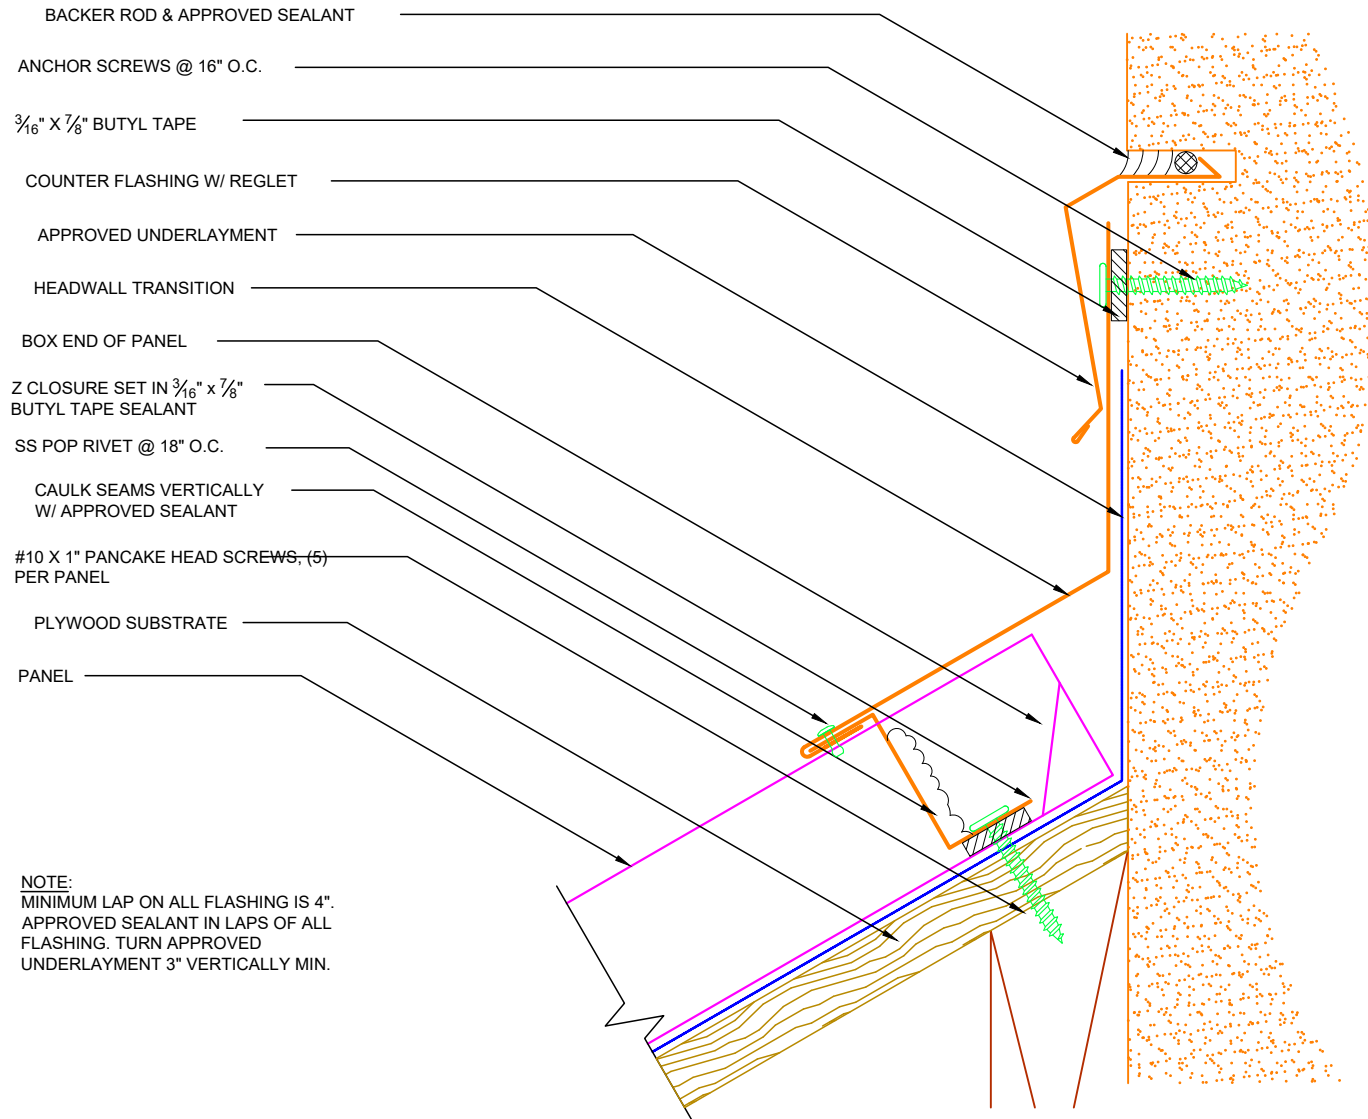 BACKER ROD & APPROVED SEALANT
ANCHOR SCREWS @ 16" O.C.
3/16" X 7/8" BUTYL TAPE
COUNTER FLASHING W/ REGLET
APPROVED UNDERLAYMENT
HEADWALL TRANSITION
BOX END OF PANEL
Z CLOSURE SET IN 3/16" x 7/8"
BUTYL TAPE SEALANT
SS POP RIVET @ 18" O.C.
CAULK SEAMS VERTICALLY
W/ APPROVED SEALANT
#10 X 1" PANCAKE HEAD SCREWS, (5)
PER PANEL
PLYWOOD SUBSTRATE
PANEL
NOTE:
MINIMUM LAP ON ALL FLASHING IS 4".
APPROVED SEALANT IN LAPS OF ALL
FLASHING. TURN APPROVED
UNDERLAYMENT 3" VERTICALLY MIN.